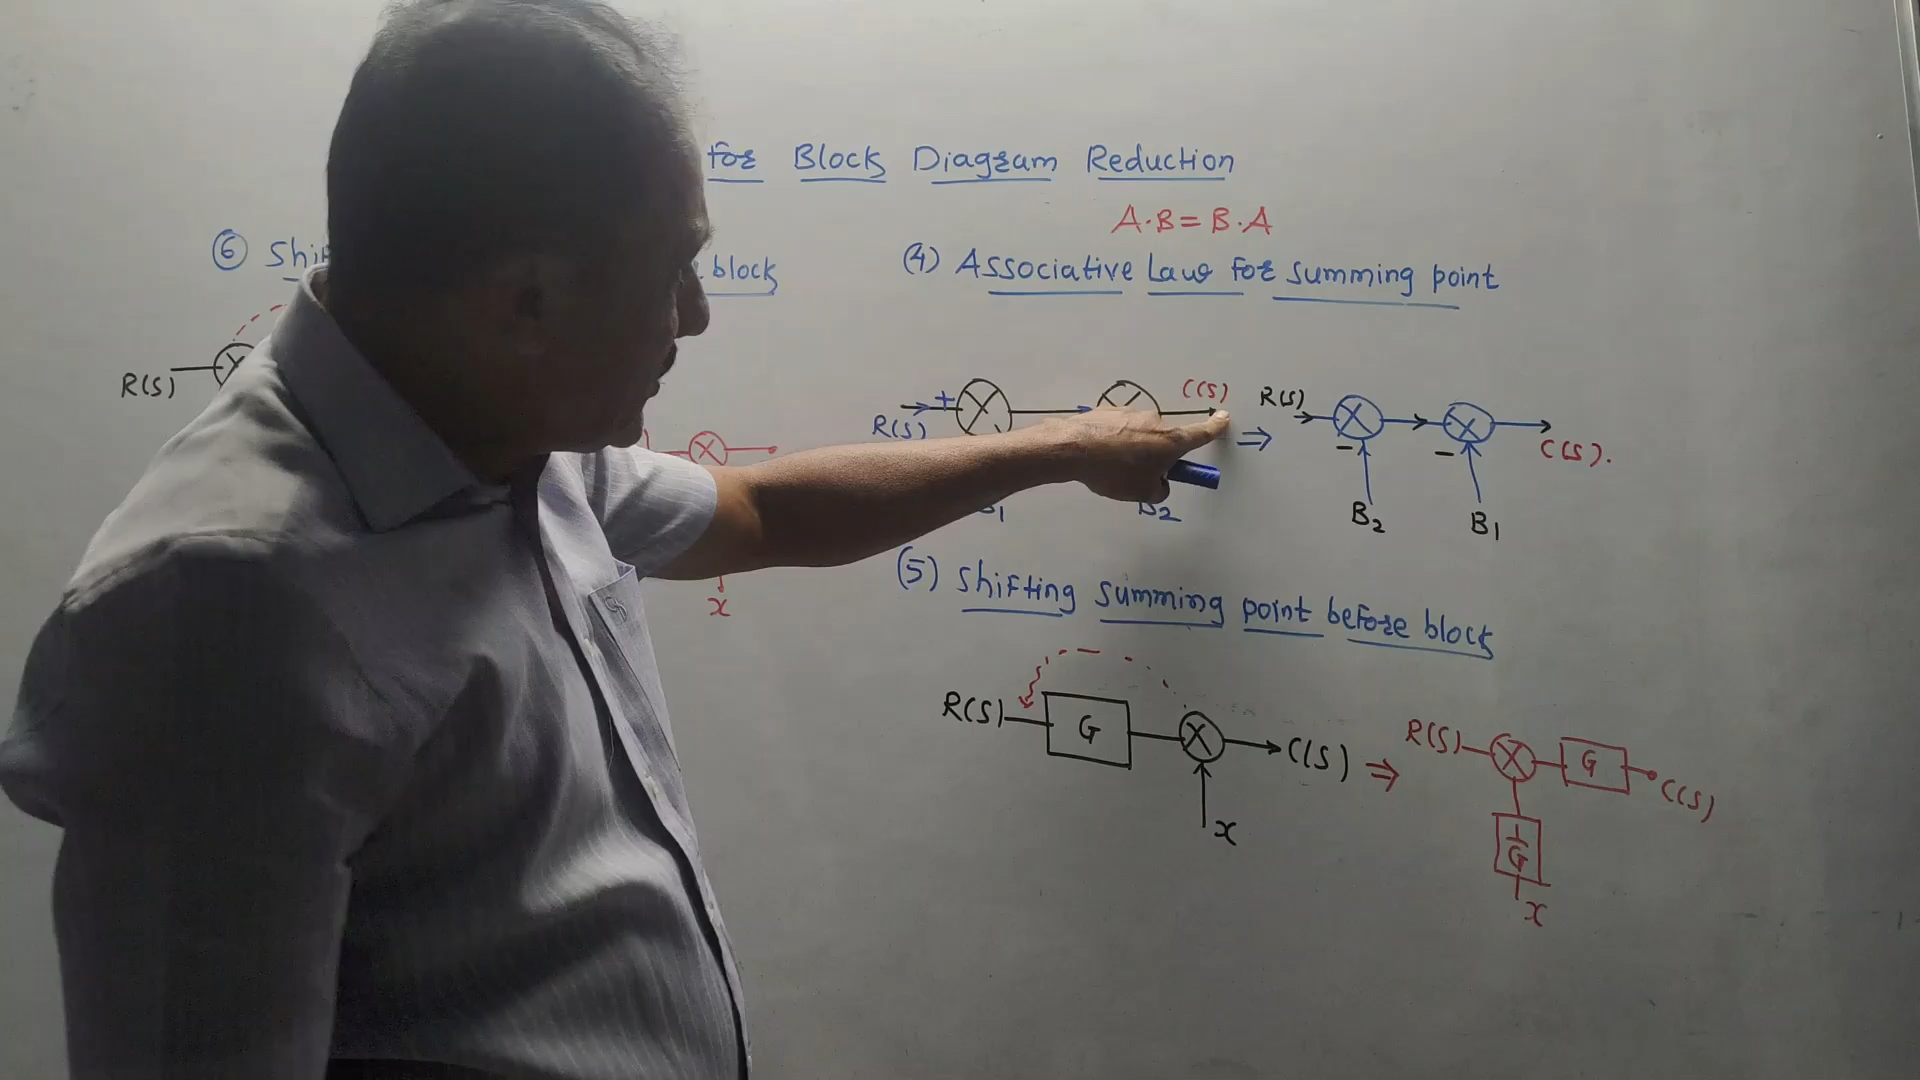 for Block Diagram Reduction
A·B = B·A
⑥ block
R(S)
x
(4) Associative Law for summing point
R(S) + C(S) ⇒ R(S) - - C(S).
B2 B1
(5) Shifting summing point before block
R(S) G C(S) ⇒ R(S) G C(S)
x
1/G
x